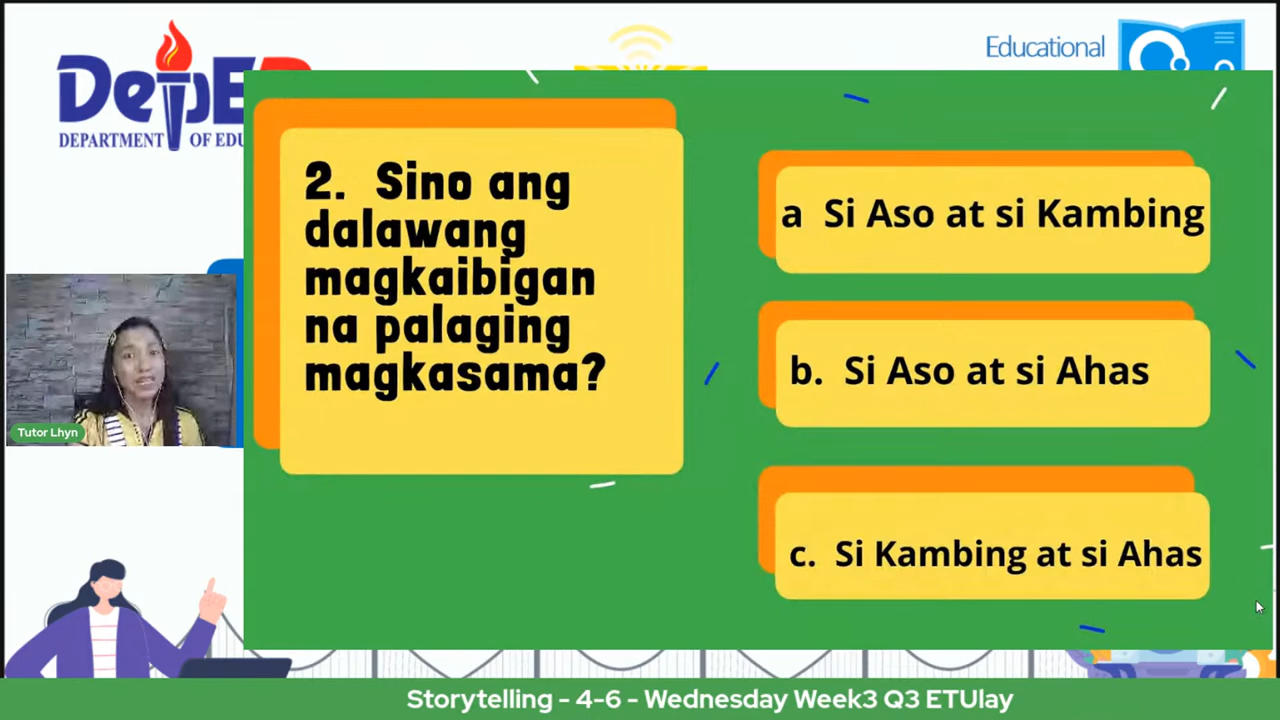 Educational
DepE
DEPARTMENT OF EDU
2. Sino ang
dalawang
magkaibigan
na palaging
magkasama?
a Si Aso at si Kambing
b. Si Aso at si Ahas
c. Si Kambing at si Ahas
Tutor Lhyn
Storytelling - 4-6 - Wednesday Week3 Q3 ETUlay